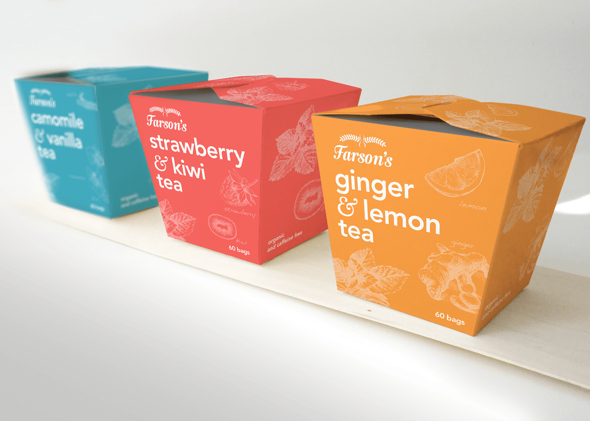 Farson's
camomile
& vanilla
tea
Farson's
strawberry
& kiwi
tea
strawberry
kiwi
organic
and caffeine free
60 bags
Farson's
ginger
& lemon
tea
ginger
60 bags